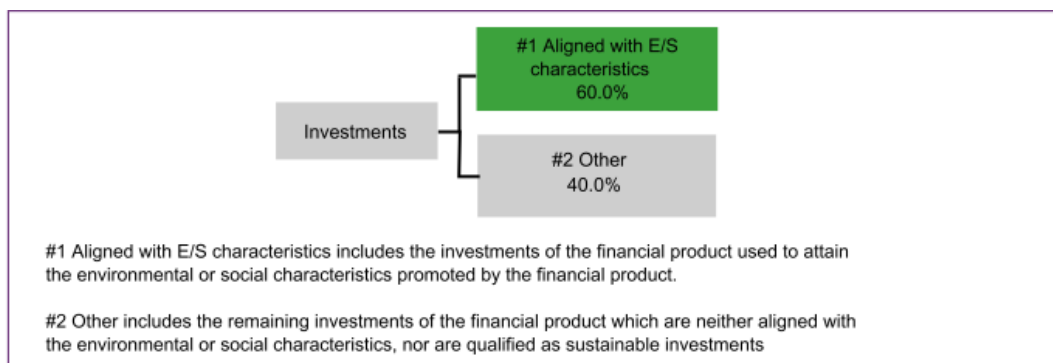 #1 Aligned with E/S
characteristics
60.0%
Investments
#2 Other
40.0%
#1 Aligned with E/S characteristics includes the investments of the financial product used to attain
the environmental or social characteristics promoted by the financial product.
#2 Other includes the remaining investments of the financial product which are neither aligned with
the environmental or social characteristics, nor are qualified as sustainable investments